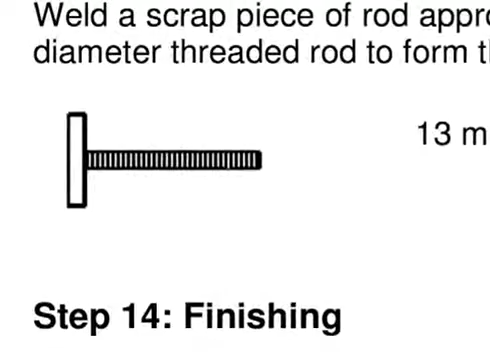 Weld a scrap piece of rod
diameter threaded rod to form
13 m
Step 14: Finishing